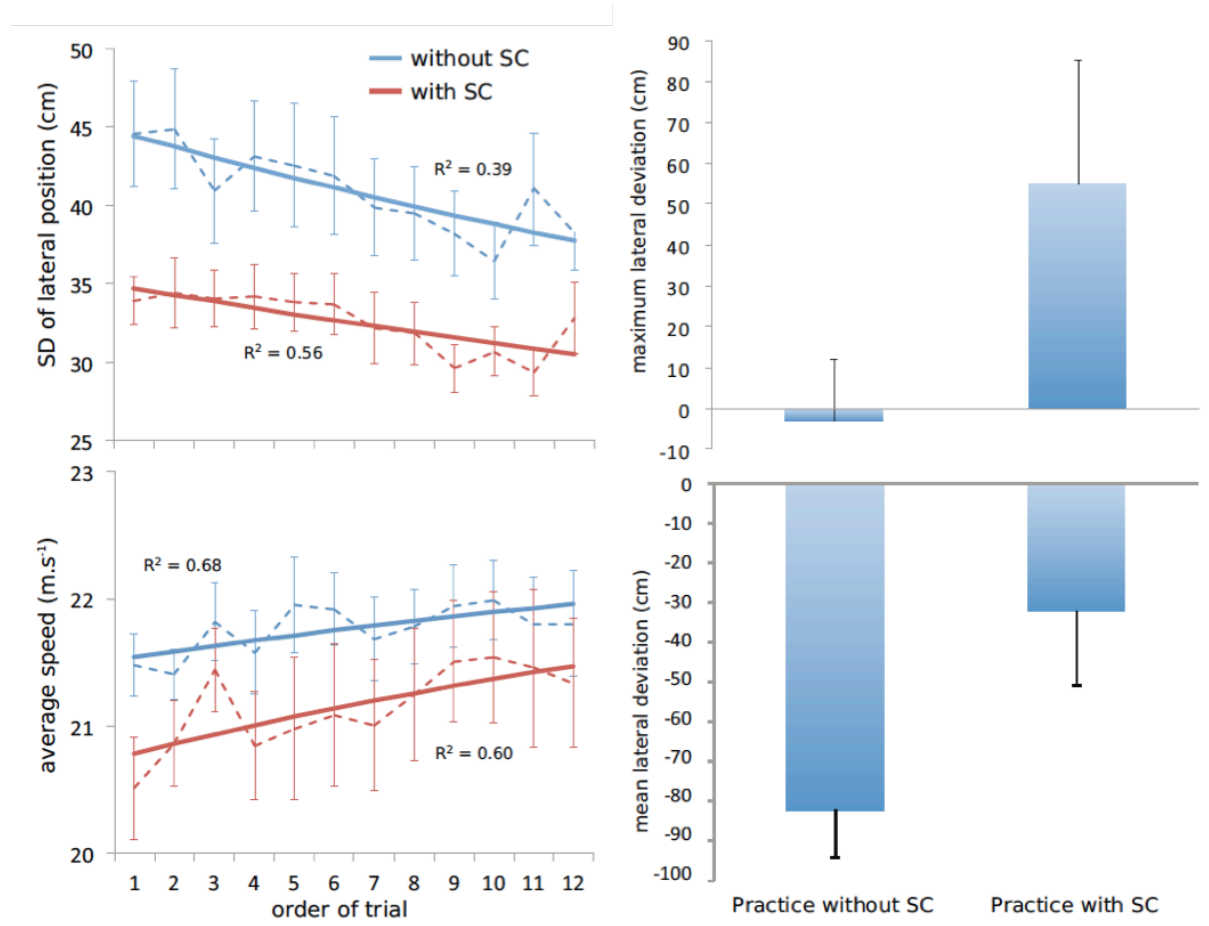 SD of lateral position (cm)
50
45
40
35
30
25
without SC
with SC
R² = 0.39
R² = 0.56
average speed (m.s⁻¹)
23
22
21
20
R² = 0.68
R² = 0.60
1 2 3 4 5 6 7 8 9 10 11 12
order of trial
maximum lateral deviation (cm)
90
80
70
60
50
40
30
20
10
0
-10
mean lateral deviation (cm)
0
-10
-20
-30
-40
-50
-60
-70
-80
-90
-100
Practice without SC Practice with SC